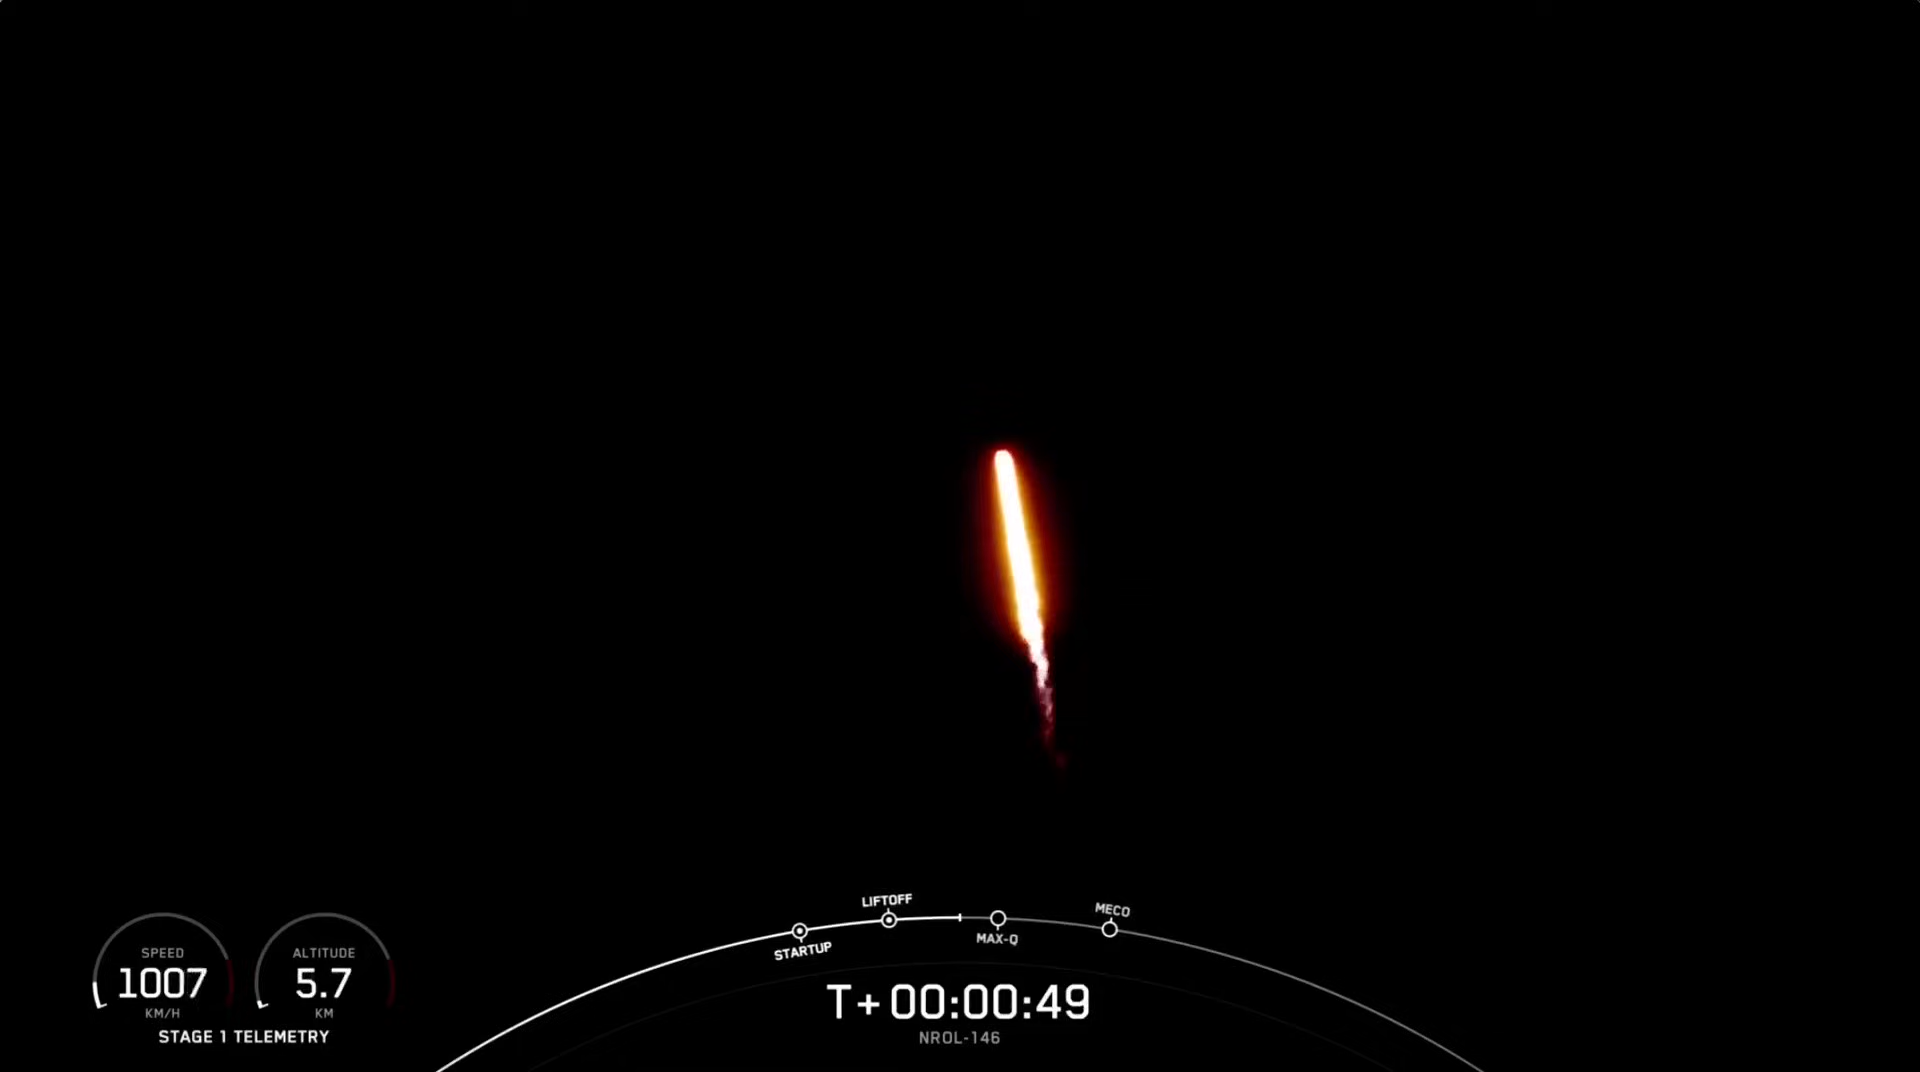 LIFTOFF
MECO
STARTUP
MAX-Q
SPEED
1007
KM/H
ALTITUDE
5.7
KM
STAGE 1 TELEMETRY
T+00:00:49
NROL-146